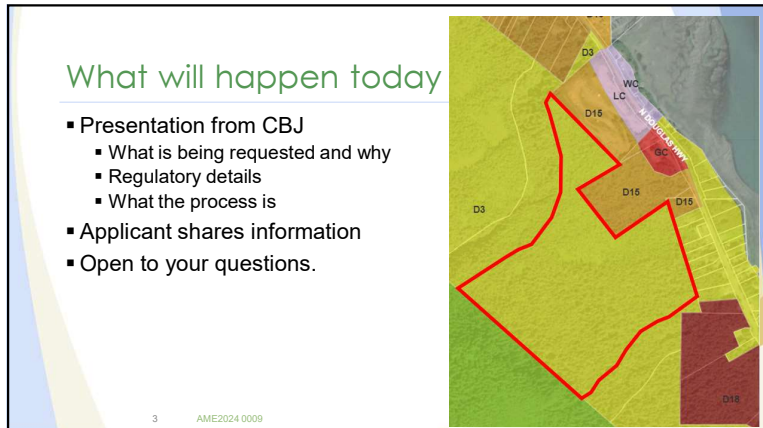 What will happen today
▪ Presentation from CBJ
▪ What is being requested and why
▪ Regulatory details
▪ What the process is
▪ Applicant shares information
▪ Open to your questions.
3 AME2024 0009
D3
WC
LC
D15
N DOUGLAS HWY
GC
D15
D15
D3
D18